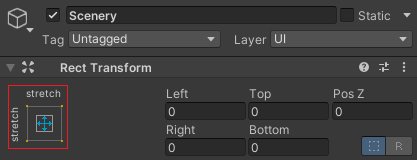 Scenery Static
Tag Untagged Layer UI
Rect Transform
stretch Left Top Pos Z
stretch 0 0 0
Right Bottom
0 0 R